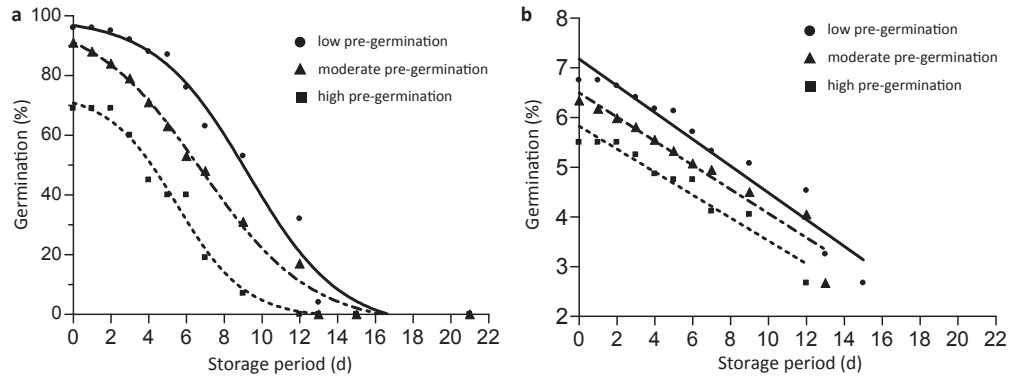 a
100
80
60
40
20
0
Germination (%)
0 2 4 6 8 10 12 14 16 18 20 22
Storage period (d)
low pre-germination
moderate pre-germination
high pre-germination
b
8
7
6
5
4
3
2
Germination (%)
0 2 4 6 8 10 12 14 16 18 20 22
Storage period (d)
low pre-germination
moderate pre-germination
high pre-germination